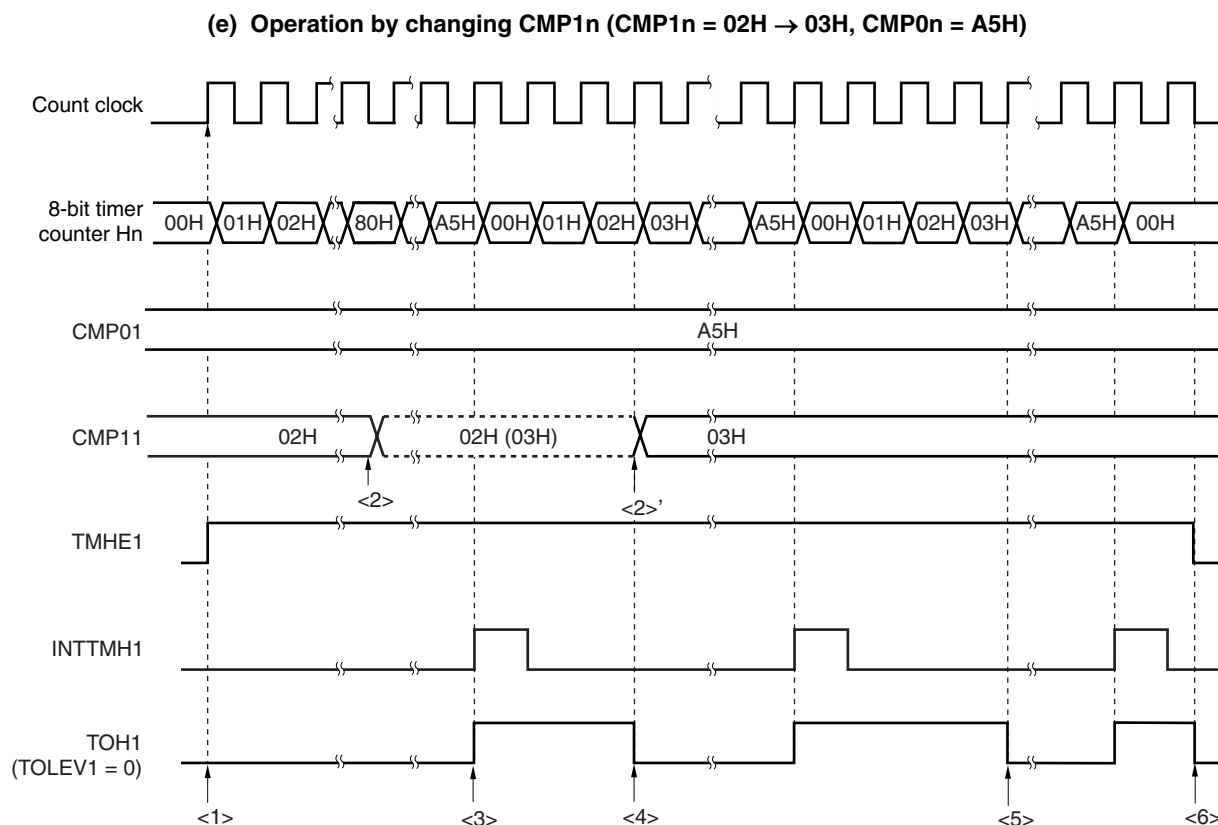 (e) Operation by changing CMP1n (CMP1n = 02H → 03H, CMP0n = A5H)
Count clock
8-bit timer
counter Hn
00H 01H 02H 80H A5H 00H 01H 02H 03H A5H 00H 01H 02H 03H A5H 00H
CMP01
A5H
CMP11
02H 02H (03H) 03H
<2> <2>’
TMHE1
INTTMH1
TOH1
(TOLEV1 = 0)
<1> <3> <4> <5> <6>